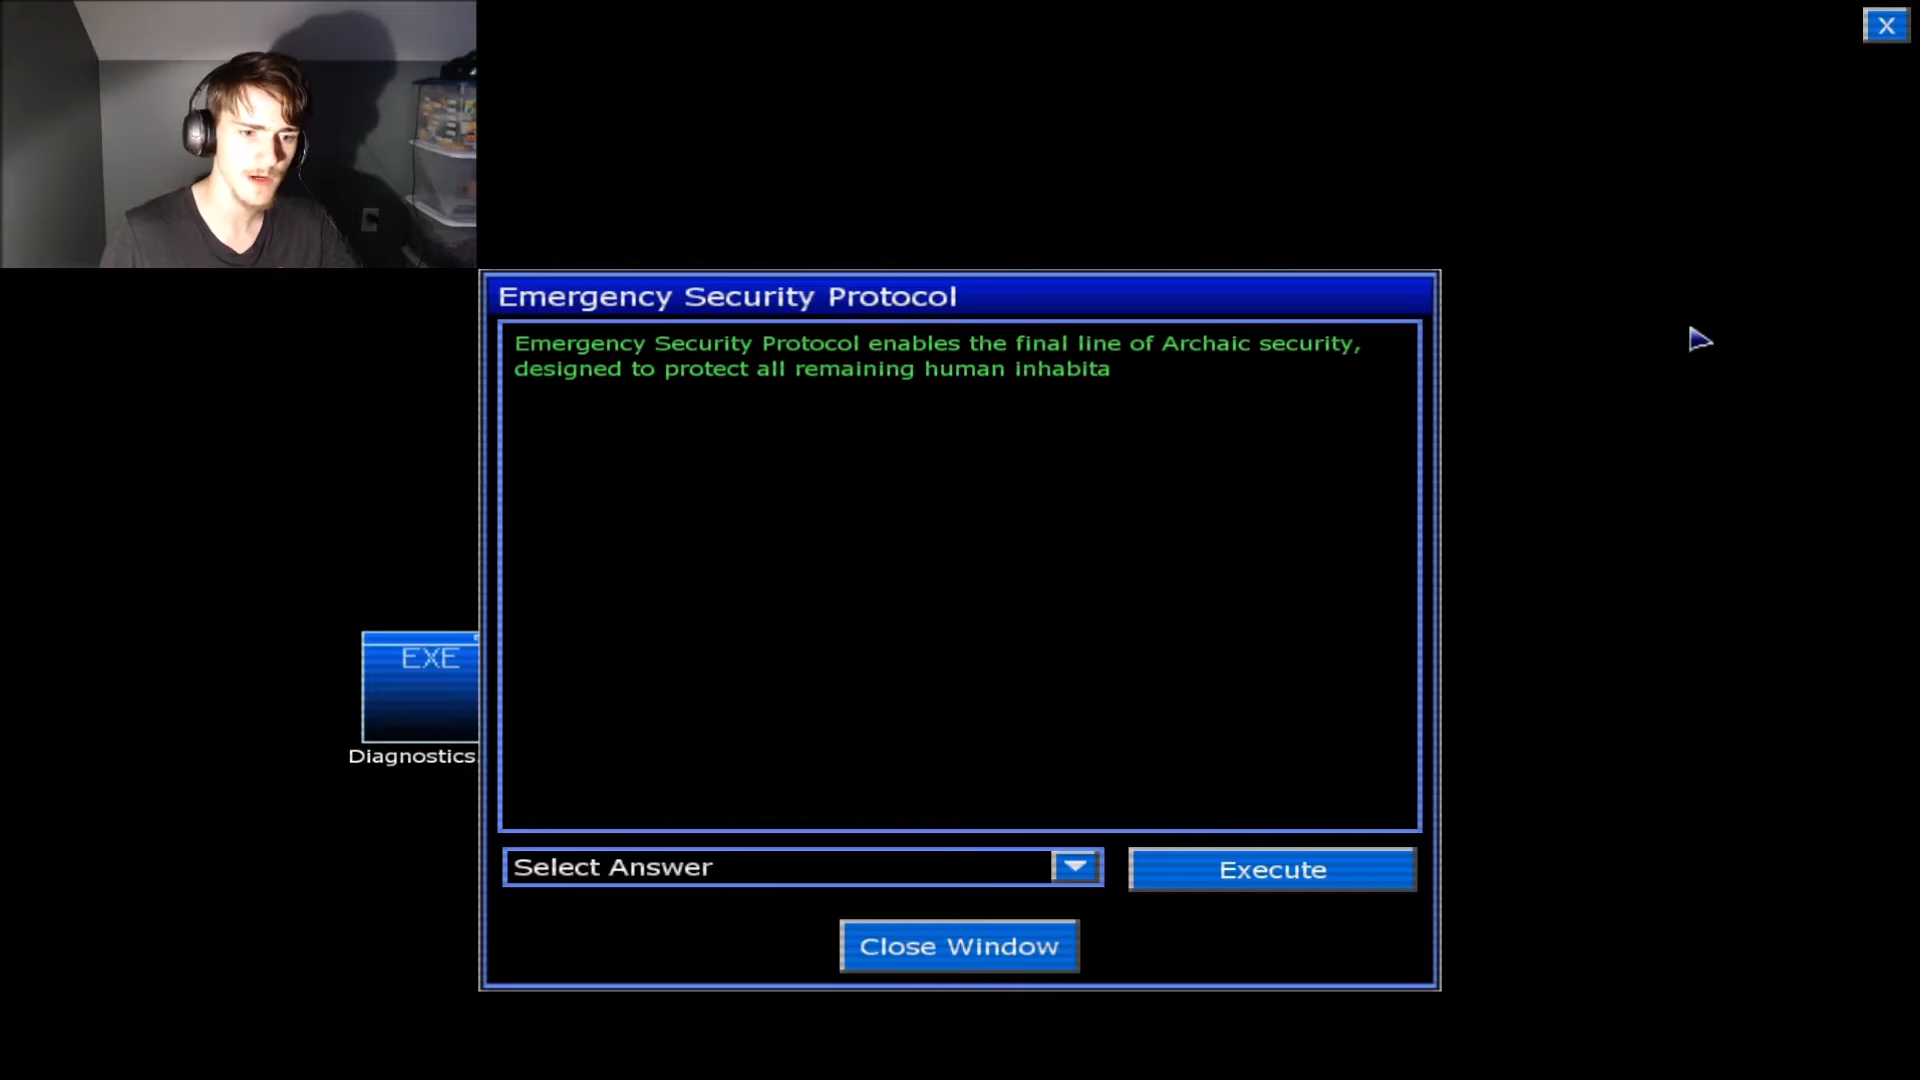 X
Emergency Security Protocol
Emergency Security Protocol enables the final line of Archaic security,
designed to protect all remaining human inhabita
EXE
Diagnostics.
Select Answer
Execute
Close Window